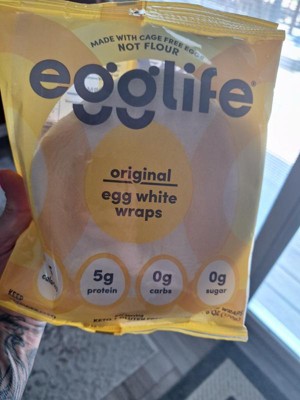 MADE WITH CAGE FREE EGGS
NOT FLOUR
egglife
original
egg white
wraps
5g
protein
0g
carbs
0g
sugar